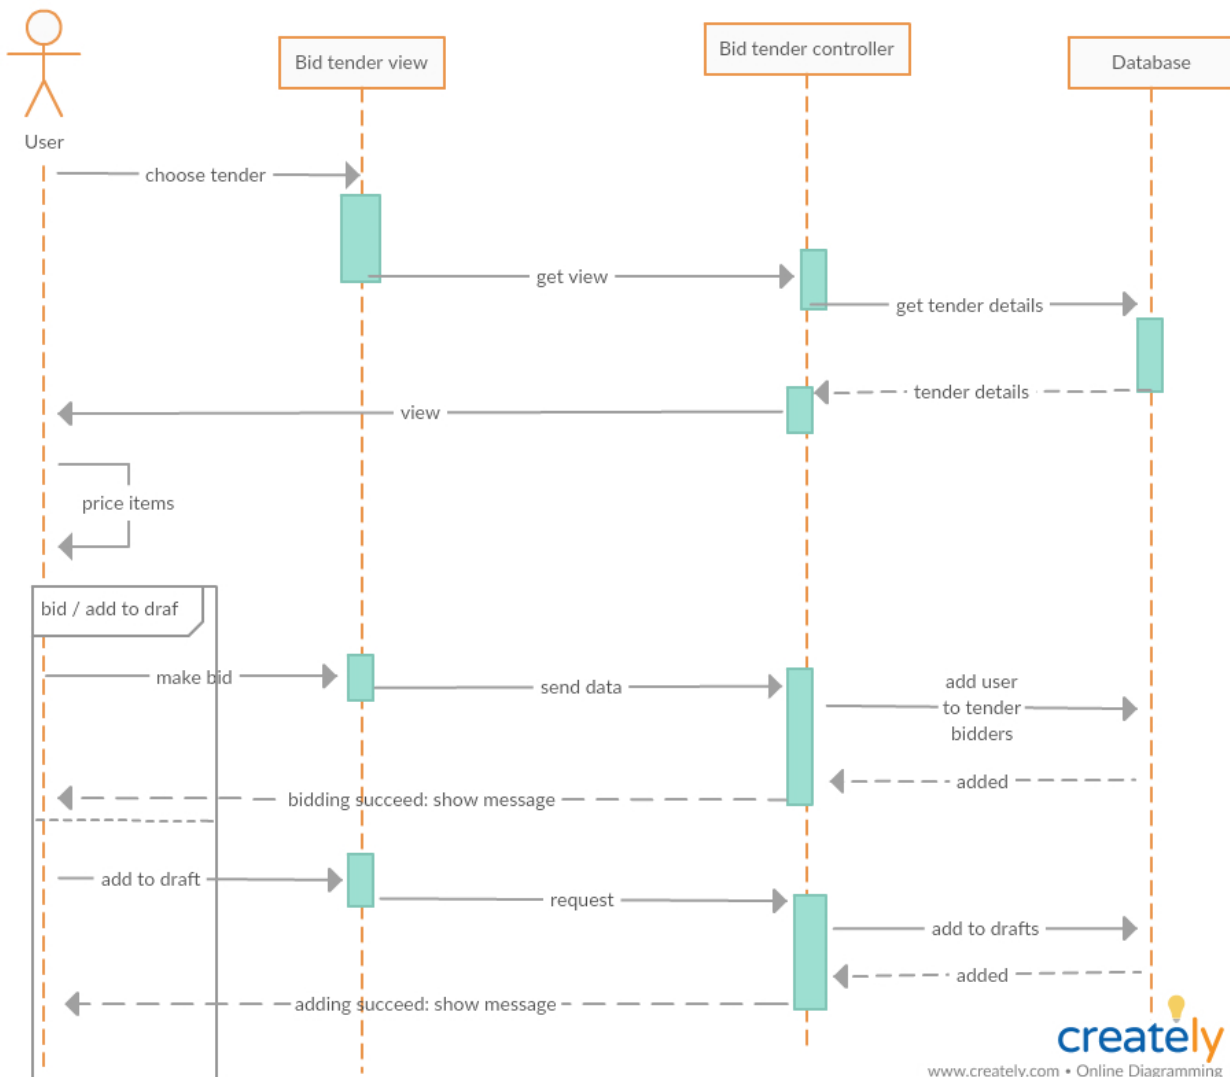 Bid tender view
Bid tender controller
Database
User
choose tender
get view
get tender details
tender details
view
price items
bid / add to draf
make bid
send data
add user
to tender
bidders
added
bidding succeed: show message
add to draft
request
add to drafts
added
adding succeed: show message
creately
www.creately.com • Online Diagramming